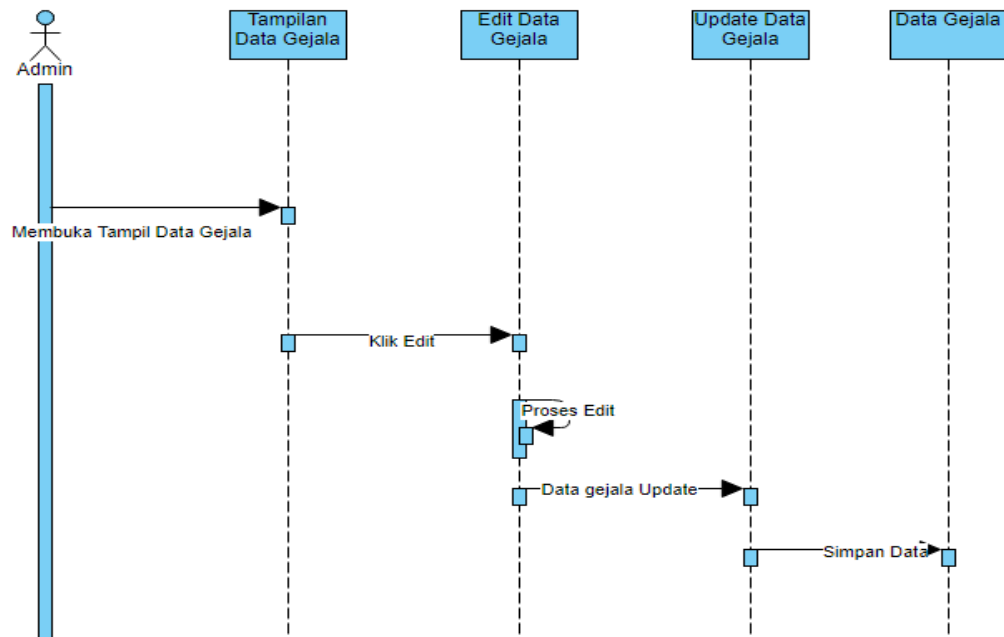 Admin
Tampilan
Data Gejala
Edit Data
Gejala
Update Data
Gejala
Data Gejala
Membuka Tampil Data Gejala
Klik Edit
Proses Edit
Data gejala Update
Simpan Data